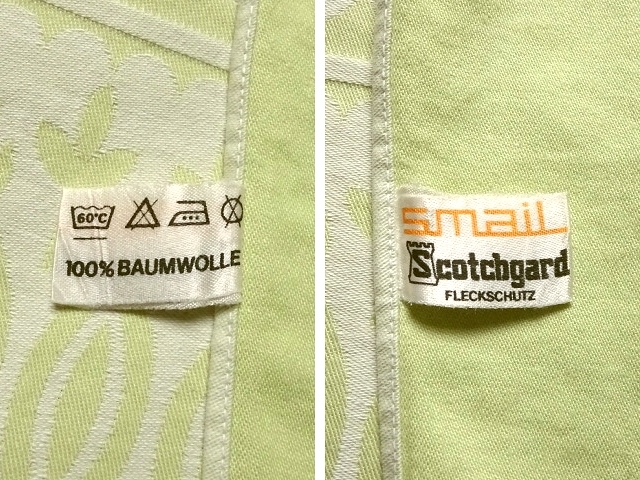 60°C
100% BAUMWOLLE
smail
Scotchgard
FLECKSCHUTZ